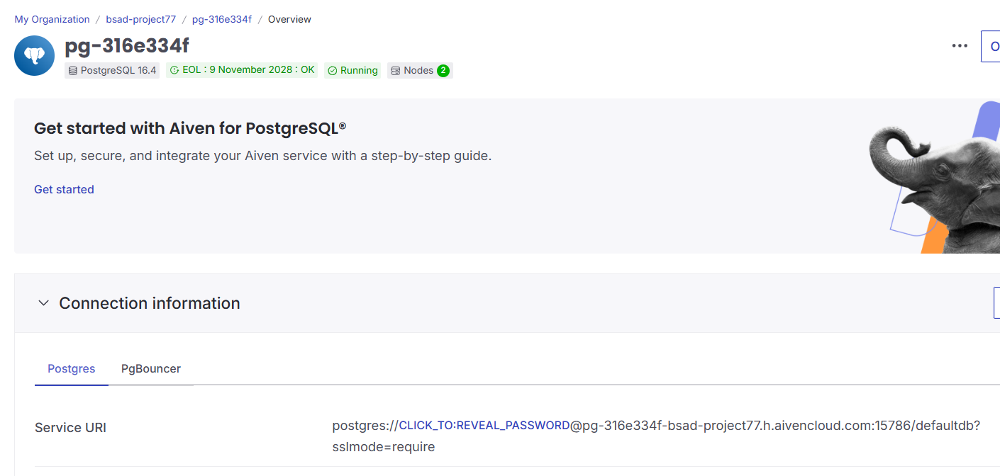 My Organization / bsad-project77 / pg-316e334f / Overview
pg-316e334f
PostgreSQL 16.4 EOL : 9 November 2028 : OK Running Nodes 2
Get started with Aiven for PostgreSQL®
Set up, secure, and integrate your Aiven service with a step-by-step guide.
Get started
Connection information
Postgres PgBouncer
Service URI
postgres://CLICK_TO:REVEAL_PASSWORD@pg-316e334f-bsad-project77.h.aivencloud.com:15786/defaultdb?
sslmode=require